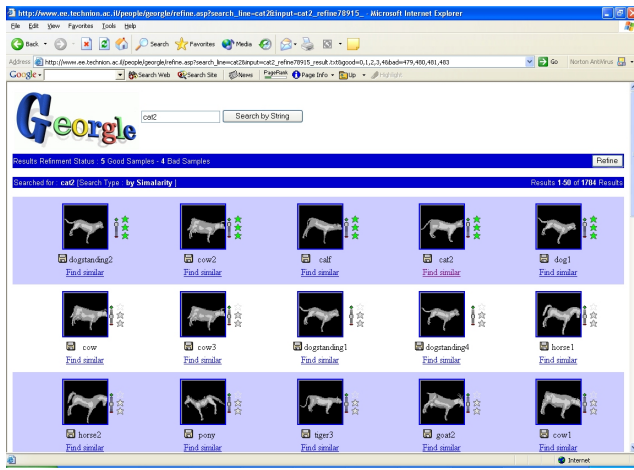 http://www.ee.technion.ac.il/people/georgle/refine.asp?search_line=cat2&input=cat2_refine78915_ - Microsoft Internet Explorer
File Edit View Favorites Tools Help
Back Search Favorites Media
Address http://www.ee.technion.ac.il/people/georgle/refine.asp?search_line=cat2&input=cat2_refine78915_result.txt&good=0,1,2,3,4&bad=479,480,481,483 Go Norton AntiVirus
Google Search Web Search Site News PageRank Page Info Up Highlight
Georgle cat2 Search by String
Results Refinment Status : 5 Good Samples - 4 Bad Samples Refine
Searched for : cat2 [Search Type : by Simalarity ] Results 1-50 of 1784 Results
dogstanding2 cow2 calf cat2 dog1
Find similar Find similar Find similar Find similar Find similar
cow cow3 dogstanding1 dogstanding4 horse1
Find similar Find similar Find similar Find similar Find similar
horse2 pony tiger3 goat2 cow1
Find similar Find similar Find similar Find similar Find similar
Internet